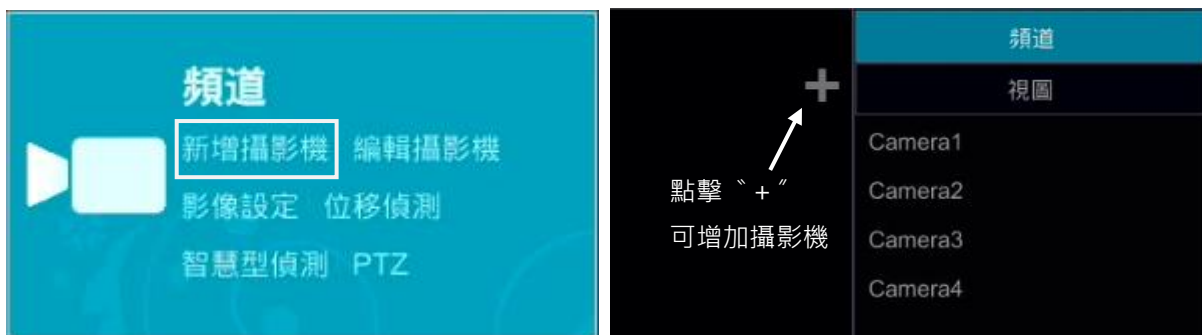 頻道
新增攝影機 編輯攝影機
影像設定 位移偵測
智慧型偵測 PTZ
頻道
視圖
Camera1
Camera2
Camera3
Camera4
點擊〝+〞
可增加攝影機